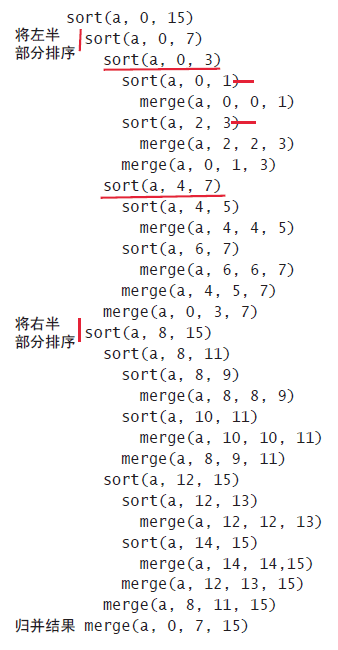 sort(a, 0, 15)
将左半
部分排序
sort(a, 0, 7)
sort(a, 0, 3)
sort(a, 0, 1)
merge(a, 0, 0, 1)
sort(a, 2, 3)
merge(a, 2, 2, 3)
merge(a, 0, 1, 3)
sort(a, 4, 7)
sort(a, 4, 5)
merge(a, 4, 4, 5)
sort(a, 6, 7)
merge(a, 6, 6, 7)
merge(a, 4, 5, 7)
merge(a, 0, 3, 7)
将右半
部分排序
sort(a, 8, 15)
sort(a, 8, 11)
sort(a, 8, 9)
merge(a, 8, 8, 9)
sort(a, 10, 11)
merge(a, 10, 10, 11)
merge(a, 8, 9, 11)
sort(a, 12, 15)
sort(a, 12, 13)
merge(a, 12, 12, 13)
sort(a, 14, 15)
merge(a, 14, 14,15)
merge(a, 12, 13, 15)
merge(a, 8, 11, 15)
归并结果 merge(a, 0, 7, 15)